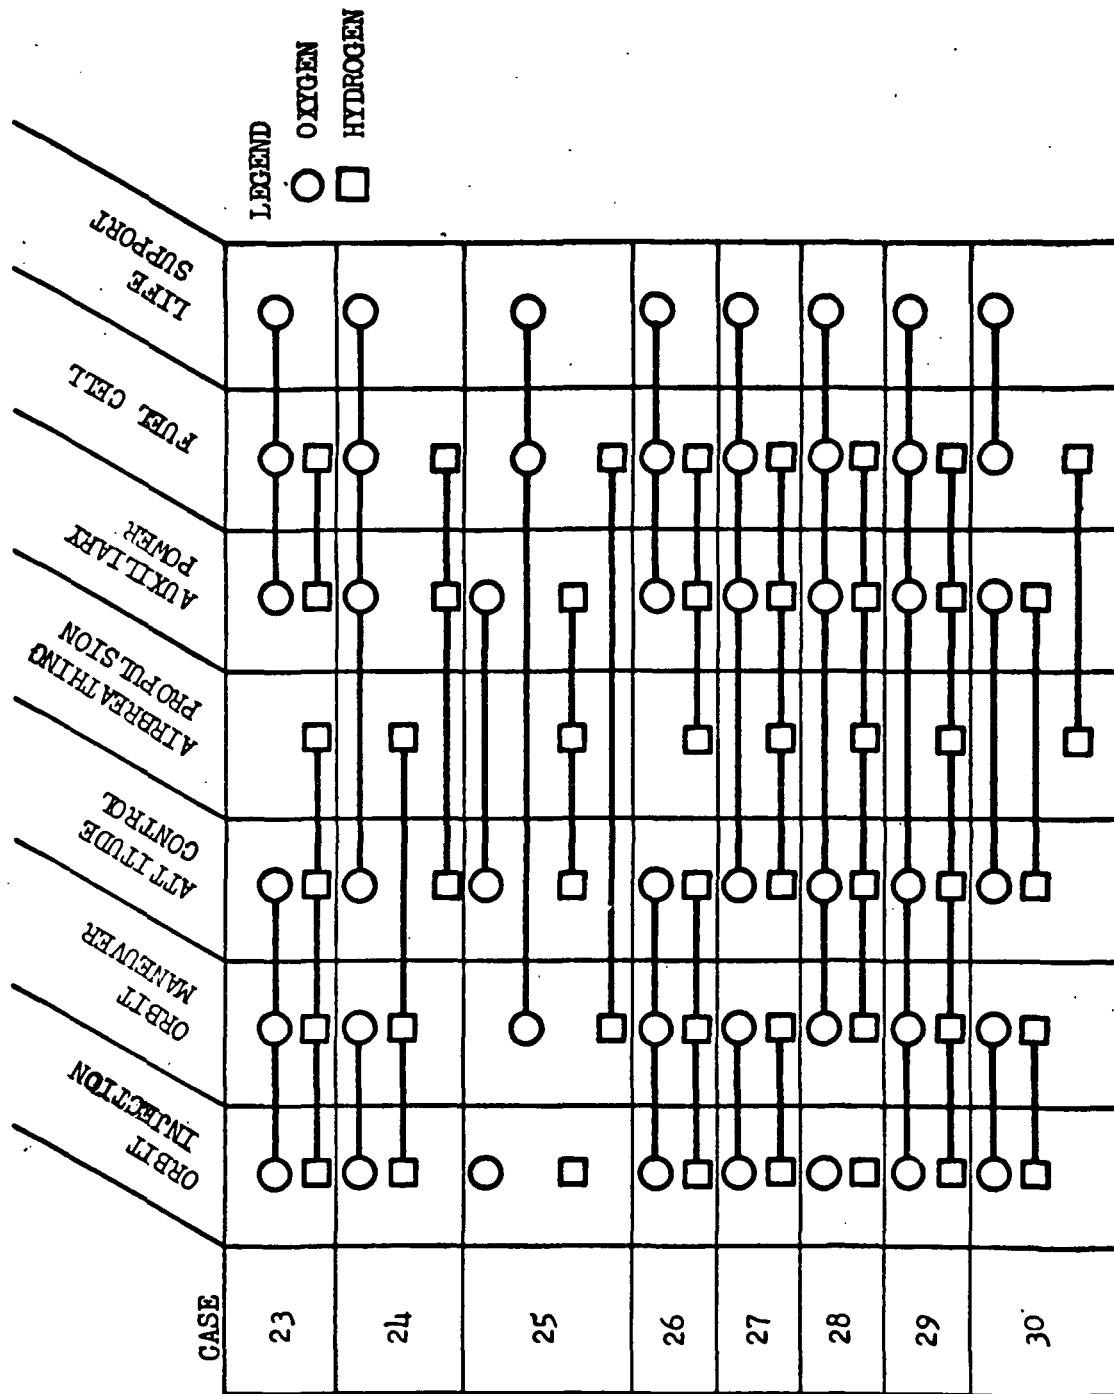 CASE
ORBIT
INJECTION
ORBIT
MANEUVER
ATTITUDE
CONTROL
AIRBREATHING
PROPULSION
AUXILIARY
POWER
FUEL CELL
LIFE
SUPPORT
LEGEND
OXYGEN
HYDROGEN
23
24
25
26
27
28
29
30